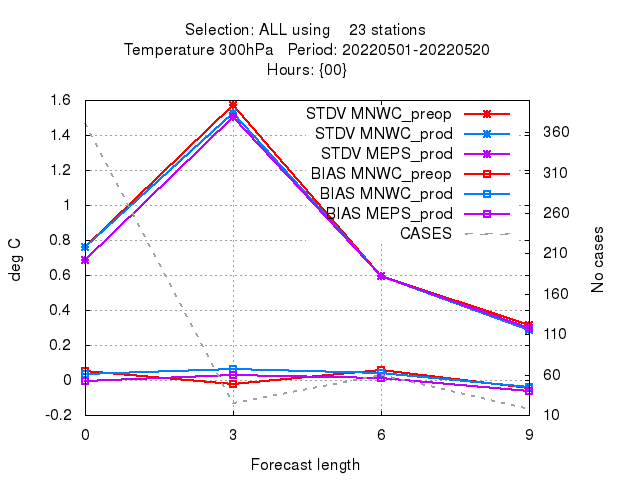 Selection: ALL using 23 stations
Temperature 300hPa Period: 20220501-20220520
Hours: {00}
STDV MNWC_preop
STDV MNWC_prod
STDV MEPS_prod
BIAS MNWC_preop
BIAS MNWC_prod
BIAS MEPS_prod
CASES
1.6
1.4
1.2
1
0.8
0.6
0.4
0.2
0
-0.2
deg C
360
310
260
210
160
110
60
10
No cases
0 3 6 9
Forecast length